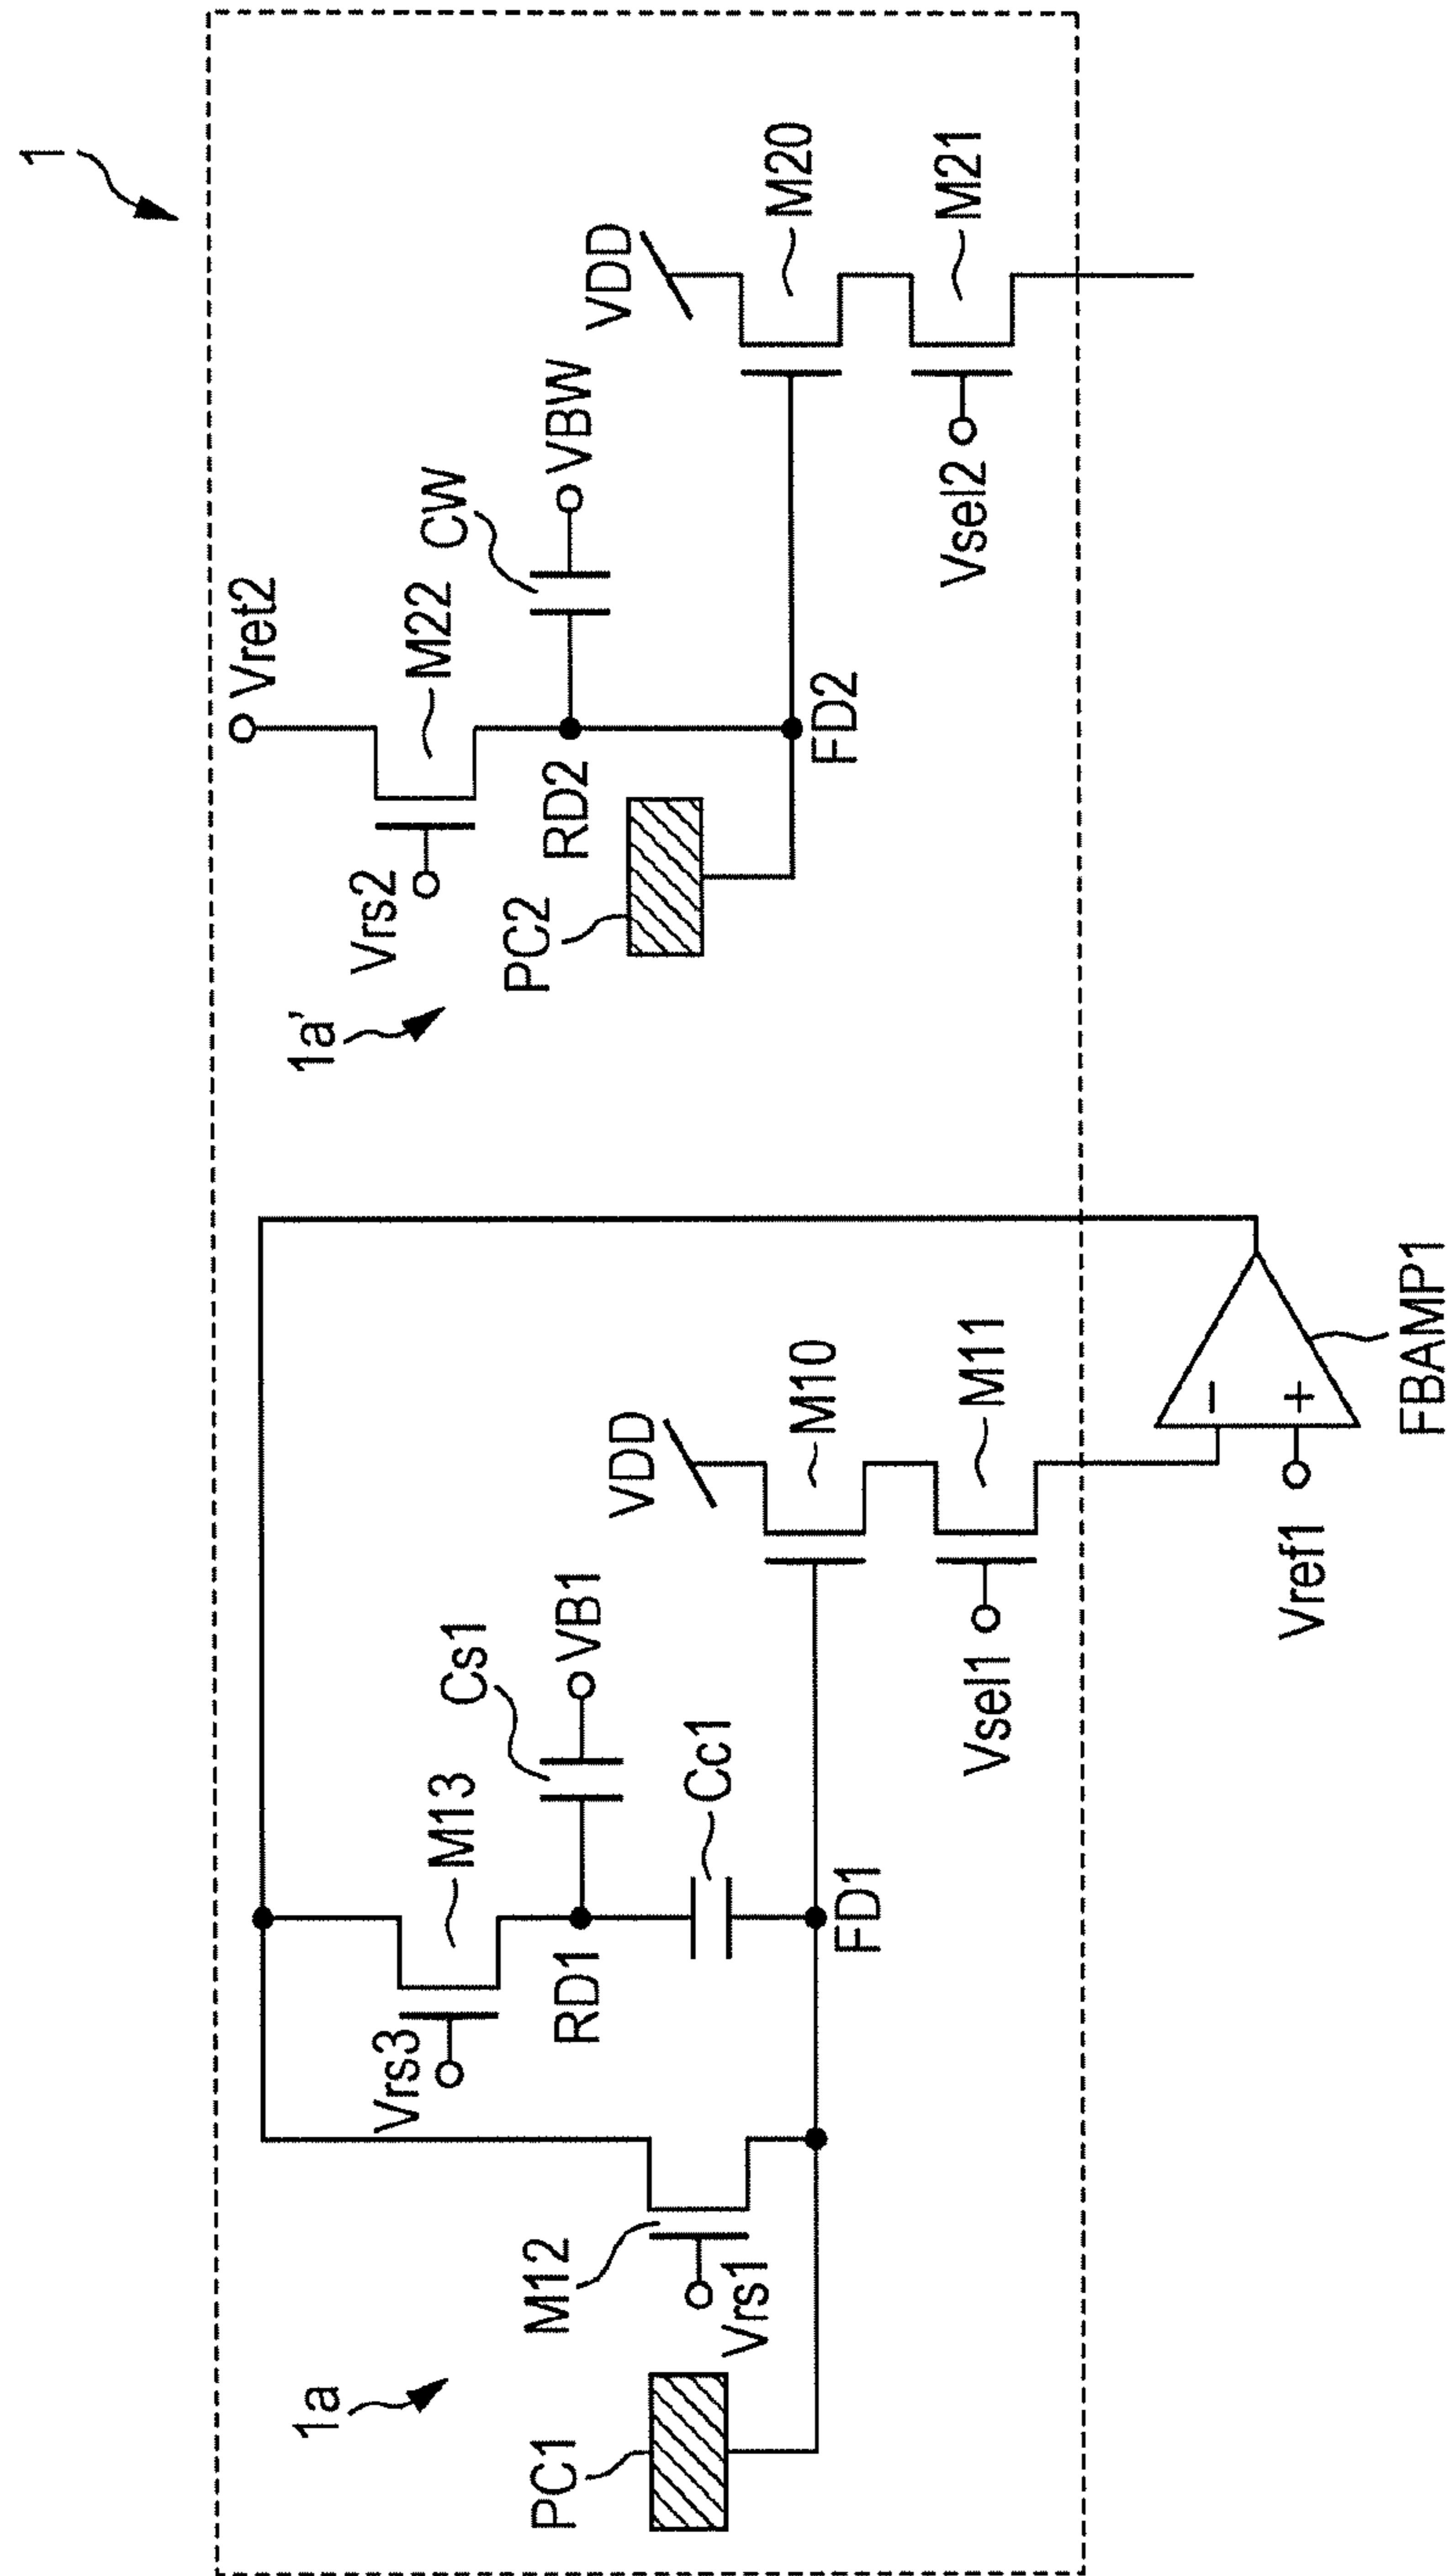 1
1a
PC1
M12
Vrs1
Vrs3
M13
RD1
Cs1
VB1
Cc1
FD1
VDD
M10
M11
Vsel1
Vref1
−
+
FBAMP1
1a'
Vret2
Vrs2
M22
RD2
CW
VBW
PC2
FD2
VDD
M20
M21
Vsel2